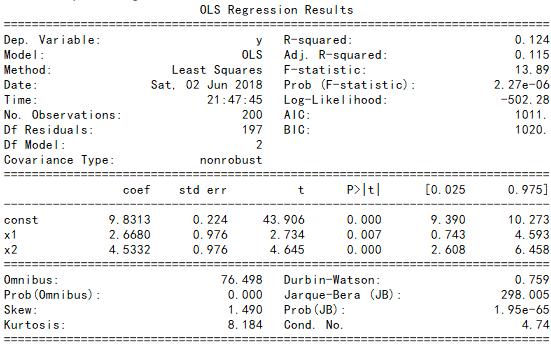 OLS Regression Results
==============================================================================
Dep. Variable: y R-squared: 0.124
Model: OLS Adj. R-squared: 0.115
Method: Least Squares F-statistic: 13.89
Date: Sat, 02 Jun 2018 Prob (F-statistic): 2.27e-06
Time: 21:47:45 Log-Likelihood: -502.28
No. Observations: 200 AIC: 1011.
Df Residuals: 197 BIC: 1020.
Df Model: 2
Covariance Type: nonrobust
==============================================================================
coef std err t P>|t| [0.025 0.975]
------------------------------------------------------------------------------
const 9.8313 0.224 43.906 0.000 9.390 10.273
x1 2.6680 0.976 2.734 0.007 0.743 4.593
x2 4.5332 0.976 4.645 0.000 2.608 6.458
==============================================================================
Omnibus: 76.498 Durbin-Watson: 0.759
Prob(Omnibus): 0.000 Jarque-Bera (JB): 298.005
Skew: 1.490 Prob(JB): 1.95e-65
Kurtosis: 8.184 Cond. No. 4.74
==============================================================================